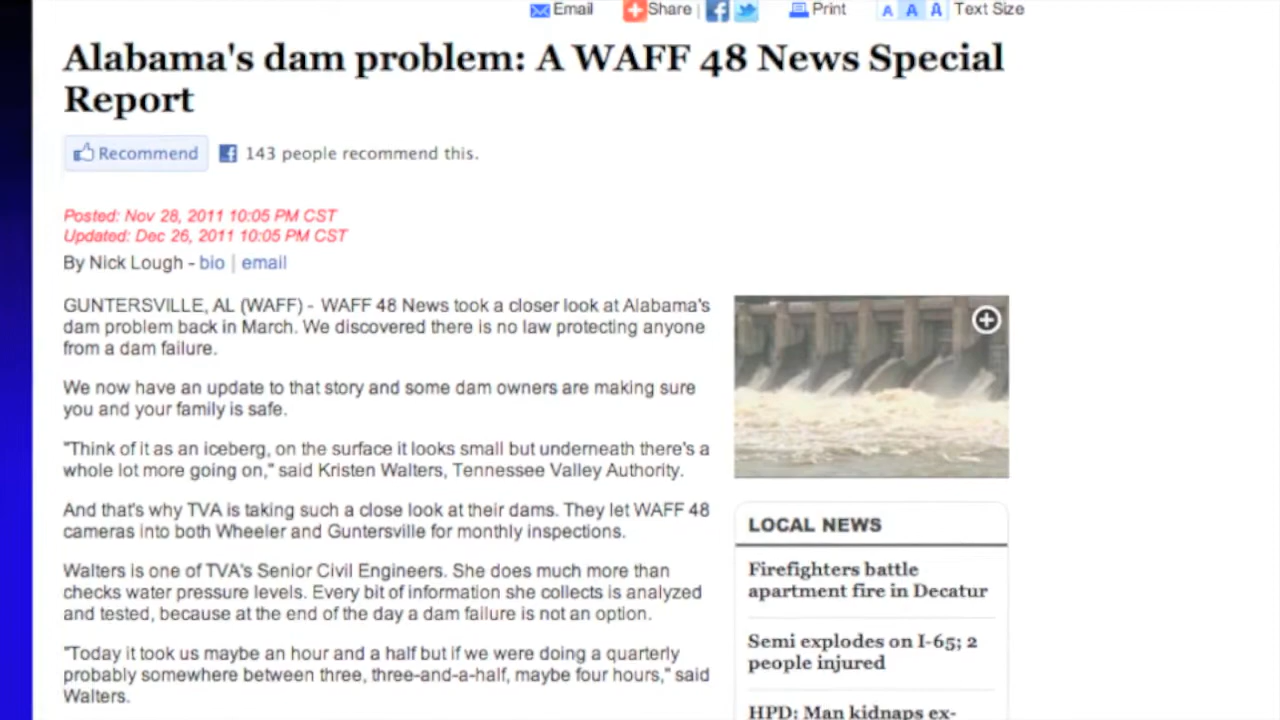 Email Share | Print A A A Text Size
Alabama's dam problem: A WAFF 48 News Special
Report
Recommend 143 people recommend this.
Posted: Nov 28, 2011 10:05 PM CST
Updated: Dec 26, 2011 10:05 PM CST
By Nick Lough - bio | email
GUNTERSVILLE, AL (WAFF) - WAFF 48 News took a closer look at Alabama's
dam problem back in March. We discovered there is no law protecting anyone
from a dam failure.
We now have an update to that story and some dam owners are making sure
you and your family is safe.
"Think of it as an iceberg, on the surface it looks small but underneath there's a
whole lot more going on," said Kristen Walters, Tennessee Valley Authority.
And that's why TVA is taking such a close look at their dams. They let WAFF 48
cameras into both Wheeler and Guntersville for monthly inspections.
Walters is one of TVA's Senior Civil Engineers. She does much more than
checks water pressure levels. Every bit of information she collects is analyzed
and tested, because at the end of the day a dam failure is not an option.
"Today it took us maybe an hour and a half but if we were doing a quarterly
probably somewhere between three, three-and-a-half, maybe four hours," said
Walters.
LOCAL NEWS
Firefighters battle
apartment fire in Decatur
Semi explodes on I-65; 2
people injured
HPD: Man kidnaps ex-